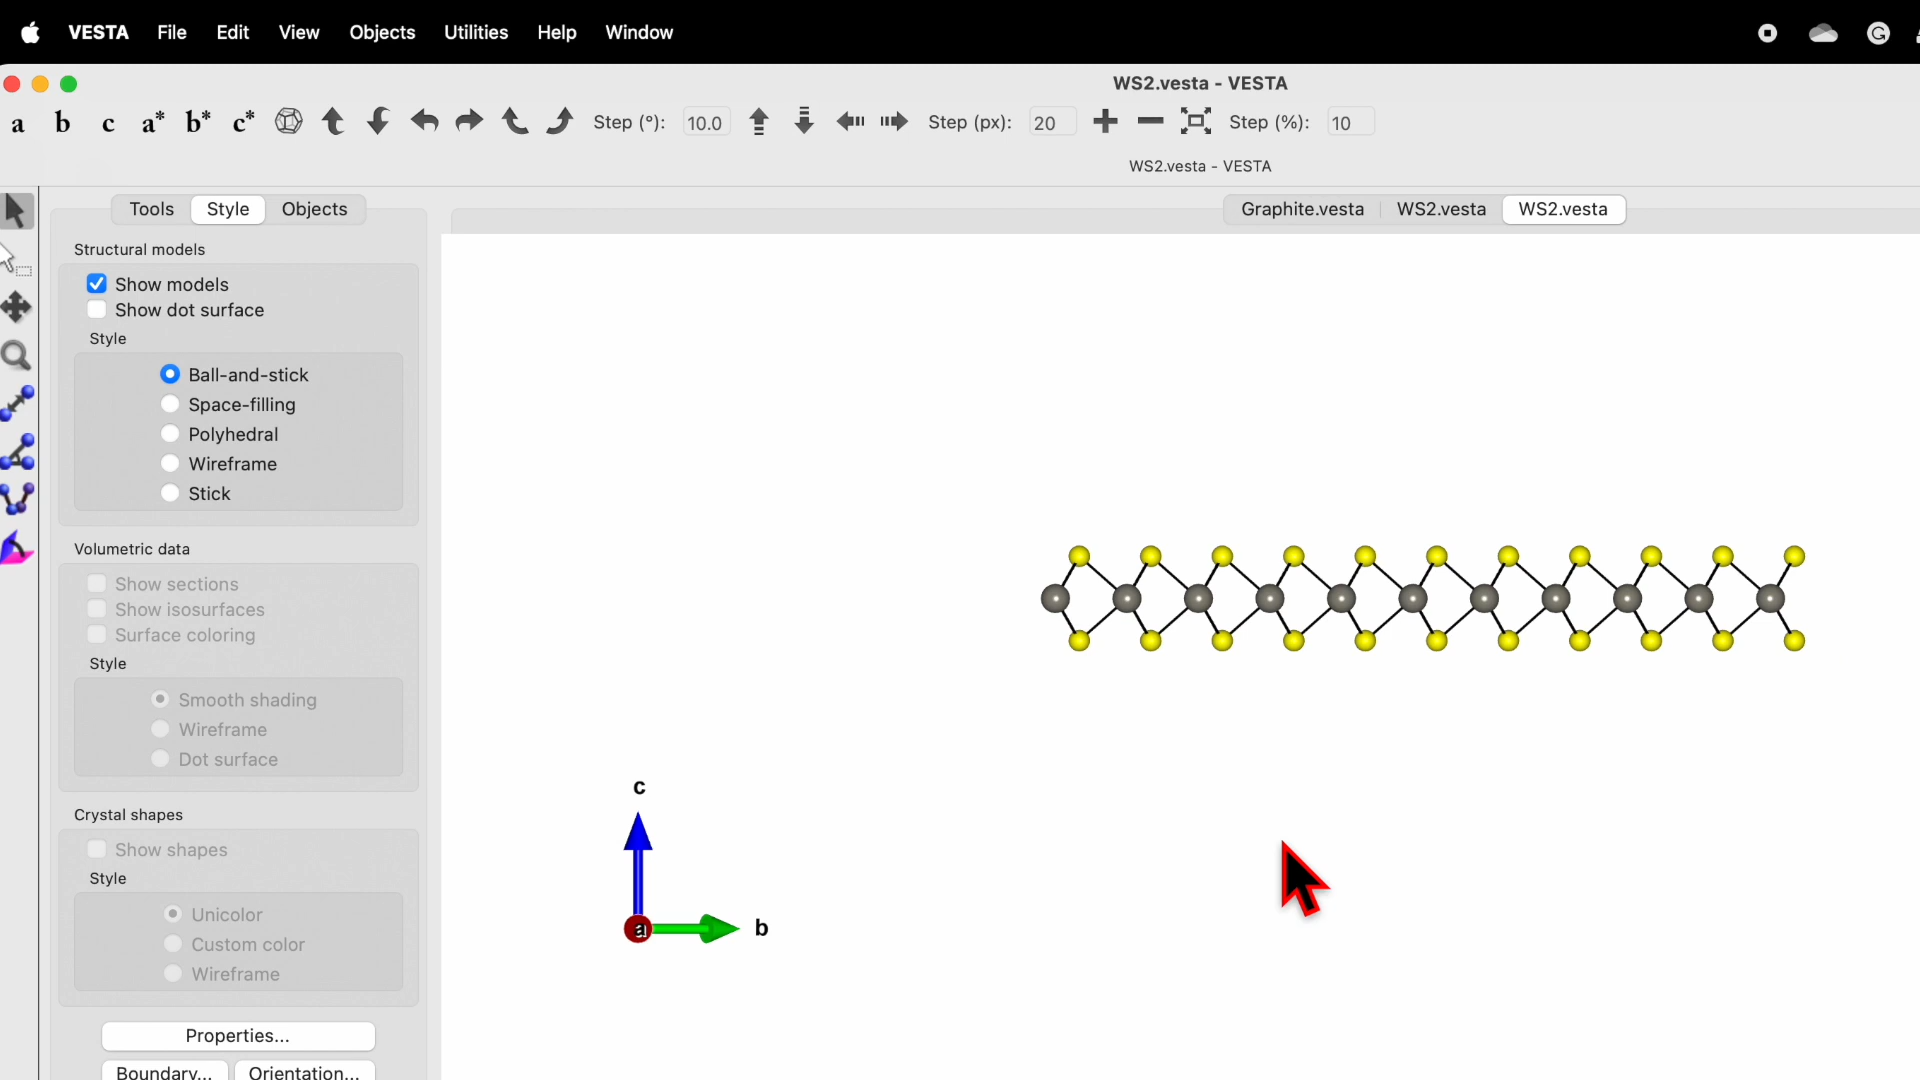 VESTA File Edit View Objects Utilities Help Window
WS2.vesta - VESTA
a b c a* b* c* Step (°): 10.0 Step (px): 20 Step (%): 10
WS2.vesta - VESTA
Tools Style Objects
Graphite.vesta WS2.vesta WS2.vesta
Structural models
Show models
Show dot surface
Style
Ball-and-stick
Space-filling
Polyhedral
Wireframe
Stick
Volumetric data
Show sections
Show isosurfaces
Surface coloring
Style
Smooth shading
Wireframe
Dot surface
Crystal shapes
Show shapes
Style
Unicolor
Custom color
Wireframe
Properties...
Boundary... Orientation...
c
a b